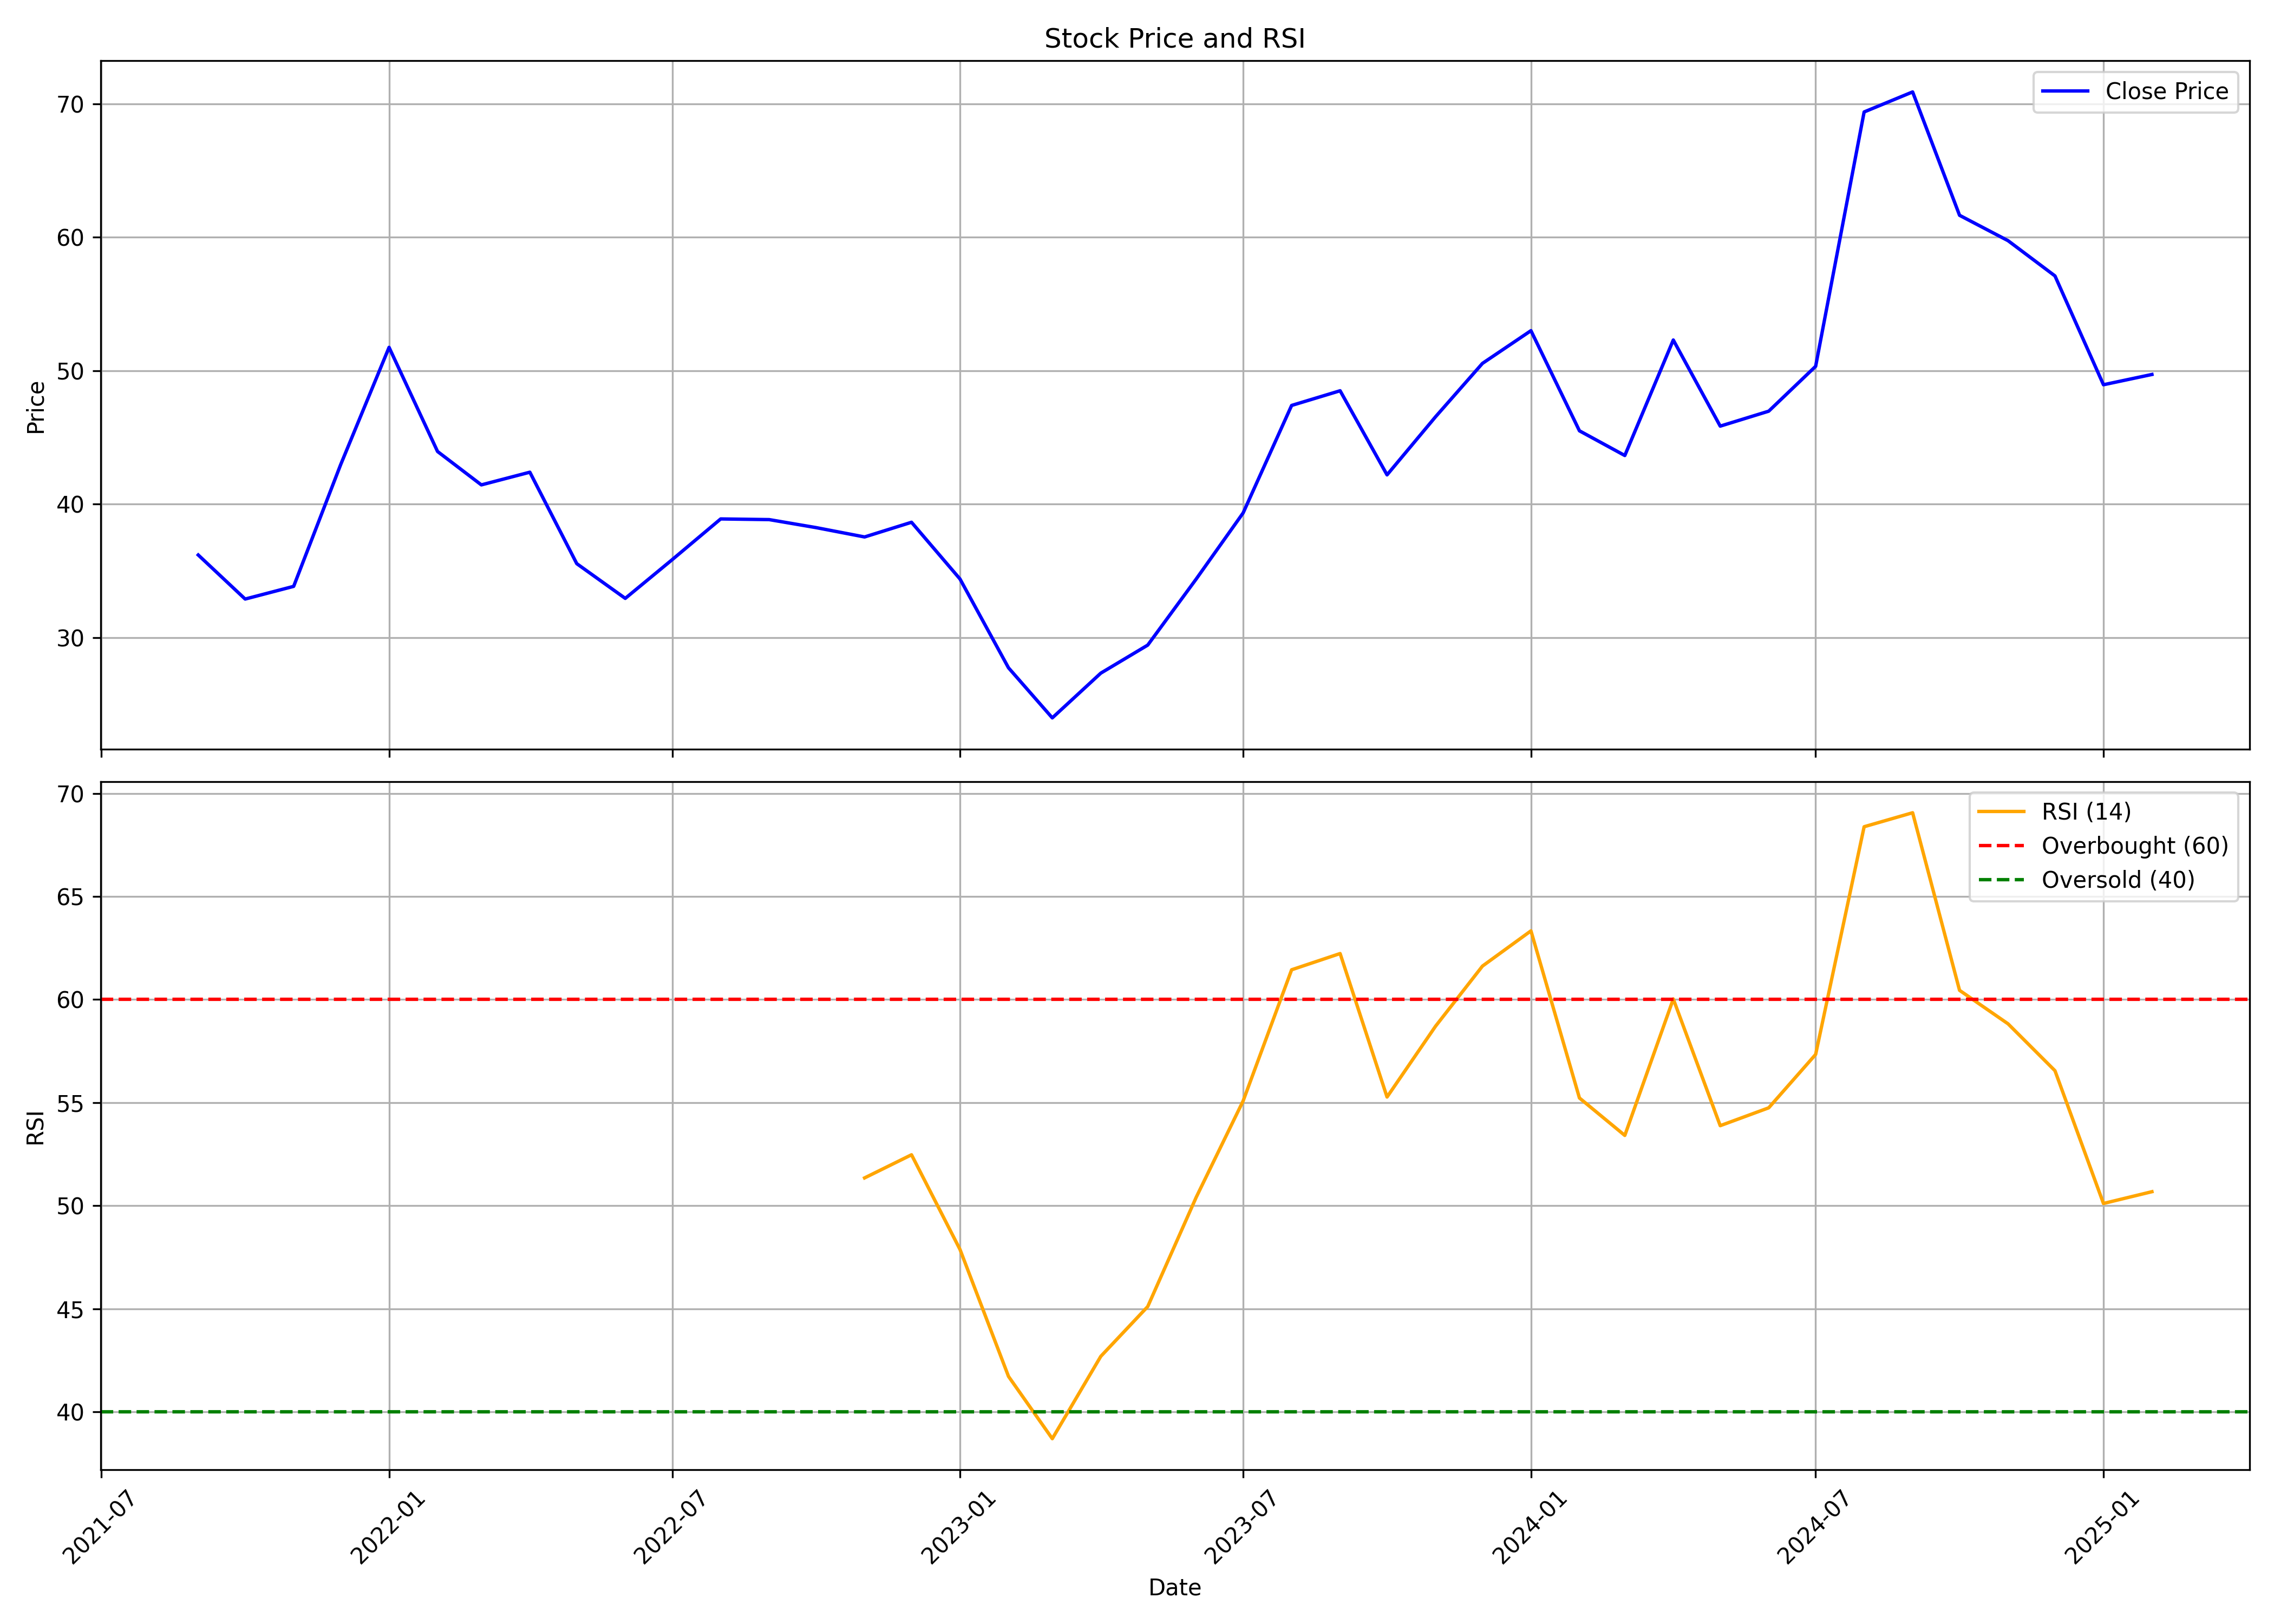 Stock Price and RSI
Close Price
70
60
50
40
30
Price
RSI (14)
Overbought (60)
Oversold (40)
70
65
60
55
50
45
40
RSI
2021-07
2022-01
2022-07
2023-01
2023-07
2024-01
2024-07
2025-01
Date